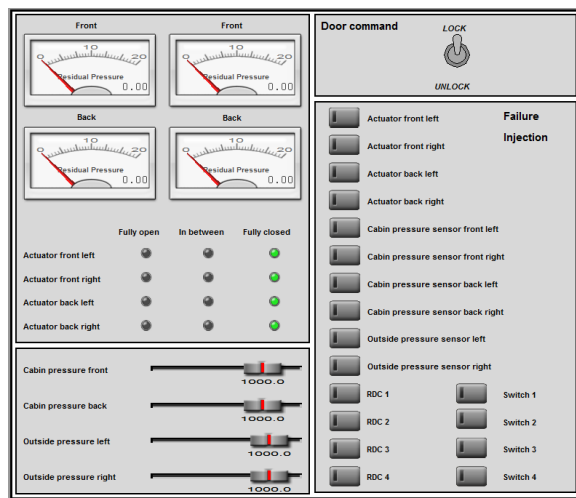 Front Front
0 10 20 0 10 20
Residual Pressure Residual Pressure
0.00 0.00
Back Back
0 10 20 0 10 20
Residual Pressure Residual Pressure
0.00 0.00
Fully open In between Fully closed
Actuator front left
Actuator front right
Actuator back left
Actuator back right
Cabin pressure front
1000.0
Cabin pressure back
1000.0
Outside pressure left
1000.0
Outside pressure right
1000.0
Door command LOCK
UNLOCK
Failure
Injection
Actuator front left
Actuator front right
Actuator back left
Actuator back right
Cabin pressure sensor front left
Cabin pressure sensor front right
Cabin pressure sensor back left
Cabin pressure sensor back right
Outside pressure sensor left
Outside pressure sensor right
RDC 1 Switch 1
RDC 2 Switch 2
RDC 3 Switch 3
RDC 4 Switch 4